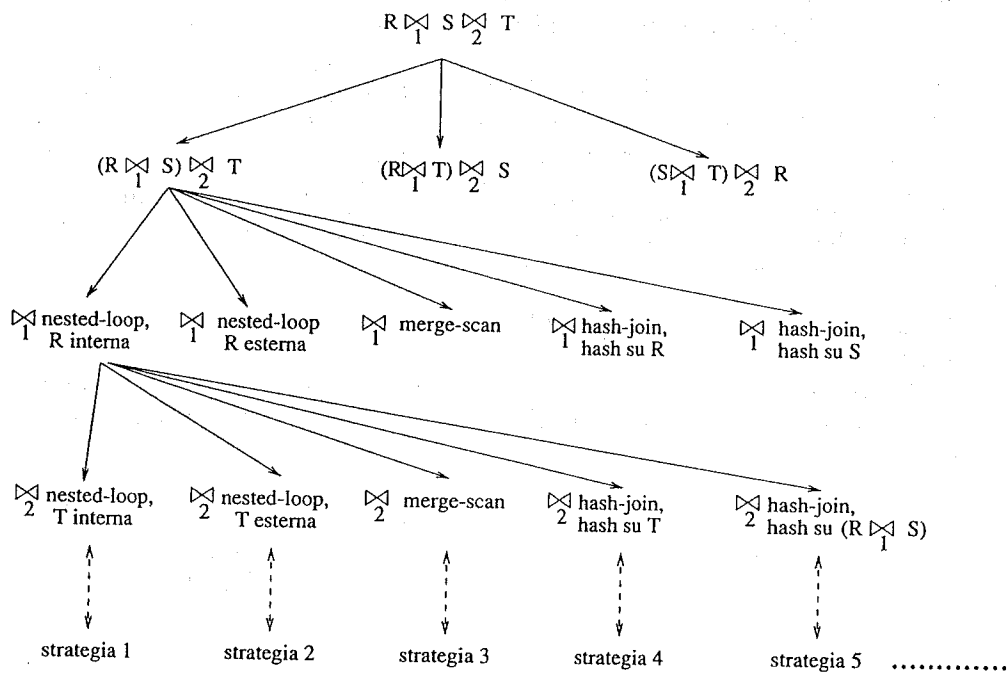 R ⋈1 S ⋈2 T
(R ⋈1 S) ⋈2 T
(R ⋈1 T) ⋈2 S
(S ⋈1 T) ⋈2 R
⋈1 nested-loop,
R interna
⋈1 nested-loop
R esterna
⋈1 merge-scan
⋈1 hash-join,
hash su R
⋈1 hash-join,
hash su S
⋈2 nested-loop,
T interna
⋈2 nested-loop,
T esterna
⋈2 merge-scan
⋈2 hash-join,
hash su T
⋈2 hash-join,
hash su (R ⋈1 S)
strategia 1
strategia 2
strategia 3
strategia 4
strategia 5 ............